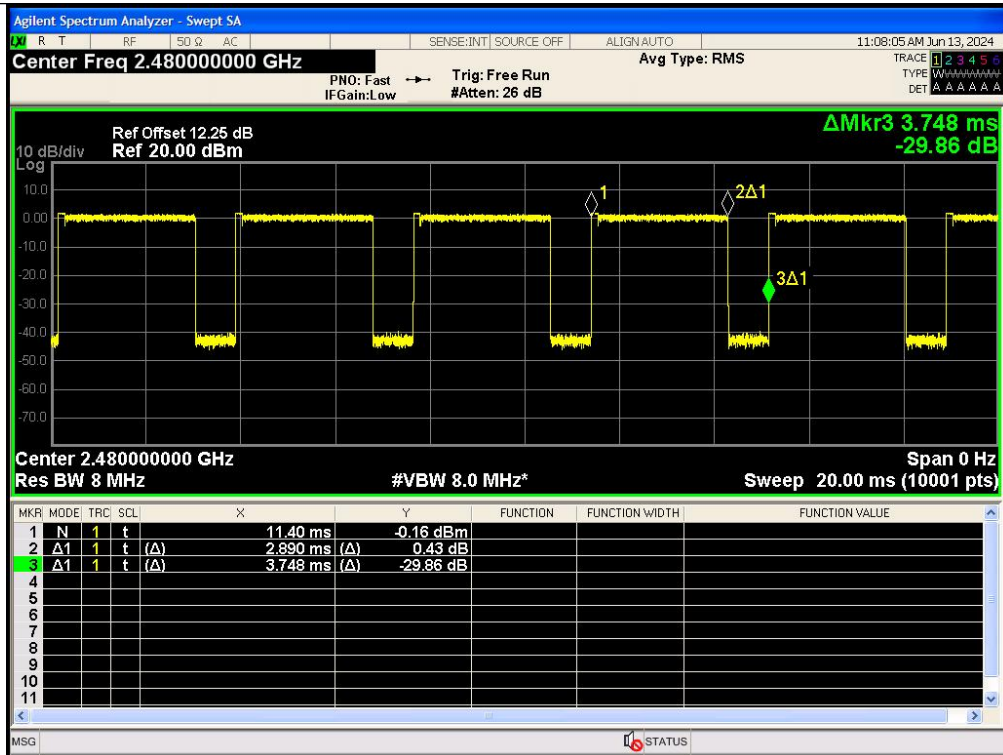 Agilent Spectrum Analyzer - Swept SA
LXI R T RF 50 Ω AC SENSE:INT SOURCE OFF ALIGN AUTO 11:08:05 AM Jun 13, 2024
Center Freq 2.480000000 GHz
PNO: Fast
IFGain:Low
Trig: Free Run
#Atten: 26 dB
Avg Type: RMS
TRACE 1 2 3 4 5 6
TYPE WWWWWW
DET A A A A A A
ΔMkr3 3.748 ms
-29.86 dB
Ref Offset 12.25 dB
10 dB/div Ref 20.00 dBm
Log
10.0
0.00
-10.0
-20.0
-30.0
-40.0
-50.0
-60.0
-70.0
1
2Δ1
3Δ1
Center 2.480000000 GHz Span 0 Hz
Res BW 8 MHz #VBW 8.0 MHz* Sweep 20.00 ms (10001 pts)
MKR MODE TRC SCL X Y FUNCTION FUNCTION WIDTH FUNCTION VALUE
1 N 1 t 11.40 ms -0.16 dBm
2 Δ1 1 t (Δ) 2.890 ms (Δ) 0.43 dB
3 Δ1 1 t (Δ) 3.748 ms (Δ) -29.86 dB
4
5
6
7
8
9
10
11
MSG STATUS